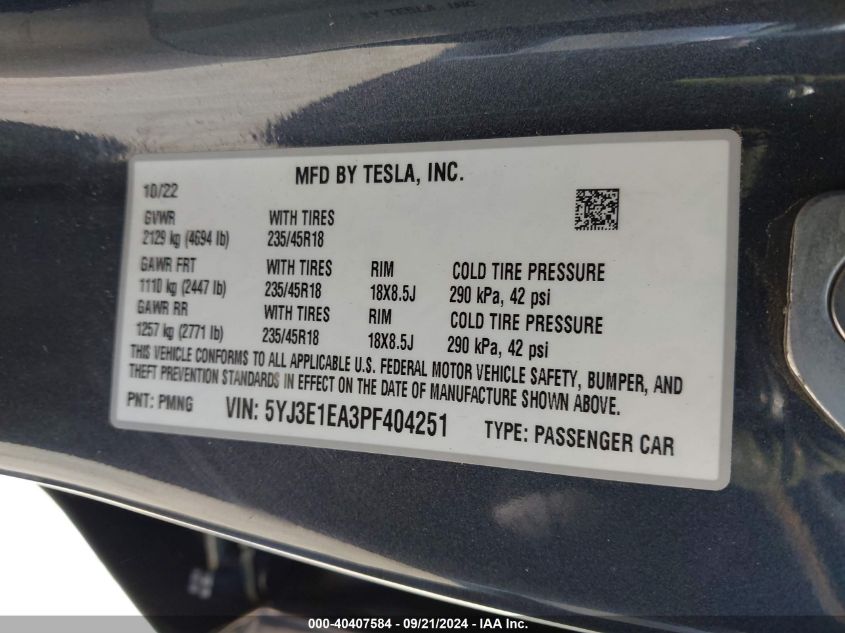 BY TESLA, INC
MFD BY TESLA, INC.
10/22
GVWR WITH TIRES
2129 kg (4694 lb) 235/45R18
GAWR FRT WITH TIRES RIM COLD TIRE PRESSURE
1110 kg (2447 lb) 235/45R18 18X8.5J 290 kPa, 42 psi
GAWR RR WITH TIRES RIM COLD TIRE PRESSURE
1257 kg (2771 lb) 235/45R18 18X8.5J 290 kPa, 42 psi
THIS VEHICLE CONFORMS TO ALL APPLICABLE U.S. FEDERAL MOTOR VEHICLE SAFETY, BUMPER, AND
THEFT PREVENTION STANDARDS IN EFFECT ON THE DATE OF MANUFACTURE SHOWN ABOVE.
PNT: PMNG VIN: 5YJ3E1EA3PF404251 TYPE: PASSENGER CAR
000-40407584 / 09/21/2024 - IAA Inc.